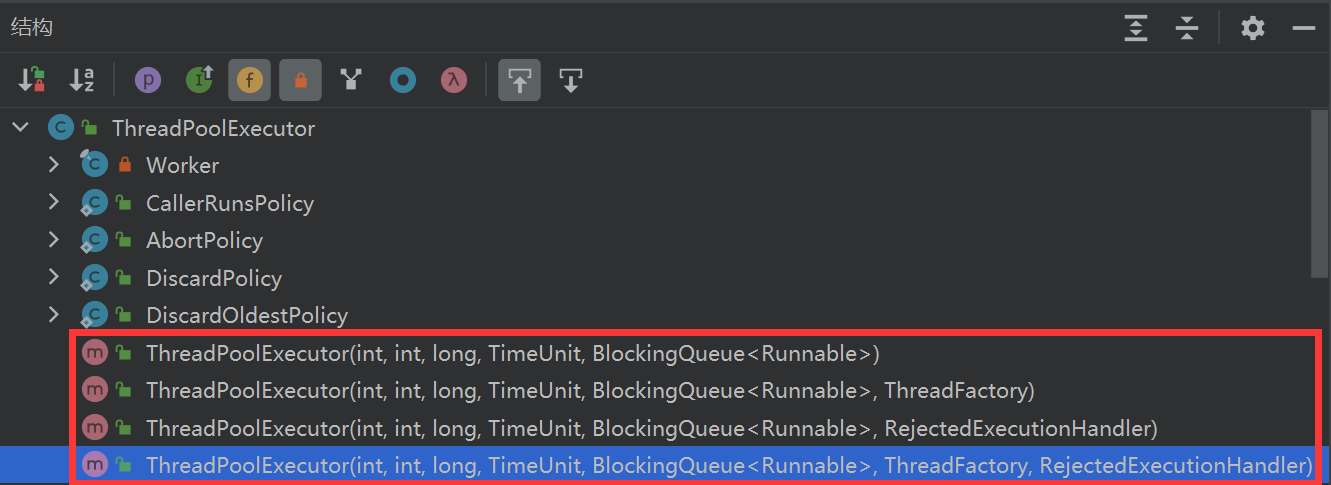 结构
ThreadPoolExecutor
Worker
CallerRunsPolicy
AbortPolicy
DiscardPolicy
DiscardOldestPolicy
ThreadPoolExecutor(int, int, long, TimeUnit, BlockingQueue<Runnable>)
ThreadPoolExecutor(int, int, long, TimeUnit, BlockingQueue<Runnable>, ThreadFactory)
ThreadPoolExecutor(int, int, long, TimeUnit, BlockingQueue<Runnable>, RejectedExecutionHandler)
ThreadPoolExecutor(int, int, long, TimeUnit, BlockingQueue<Runnable>, ThreadFactory, RejectedExecutionHandler)